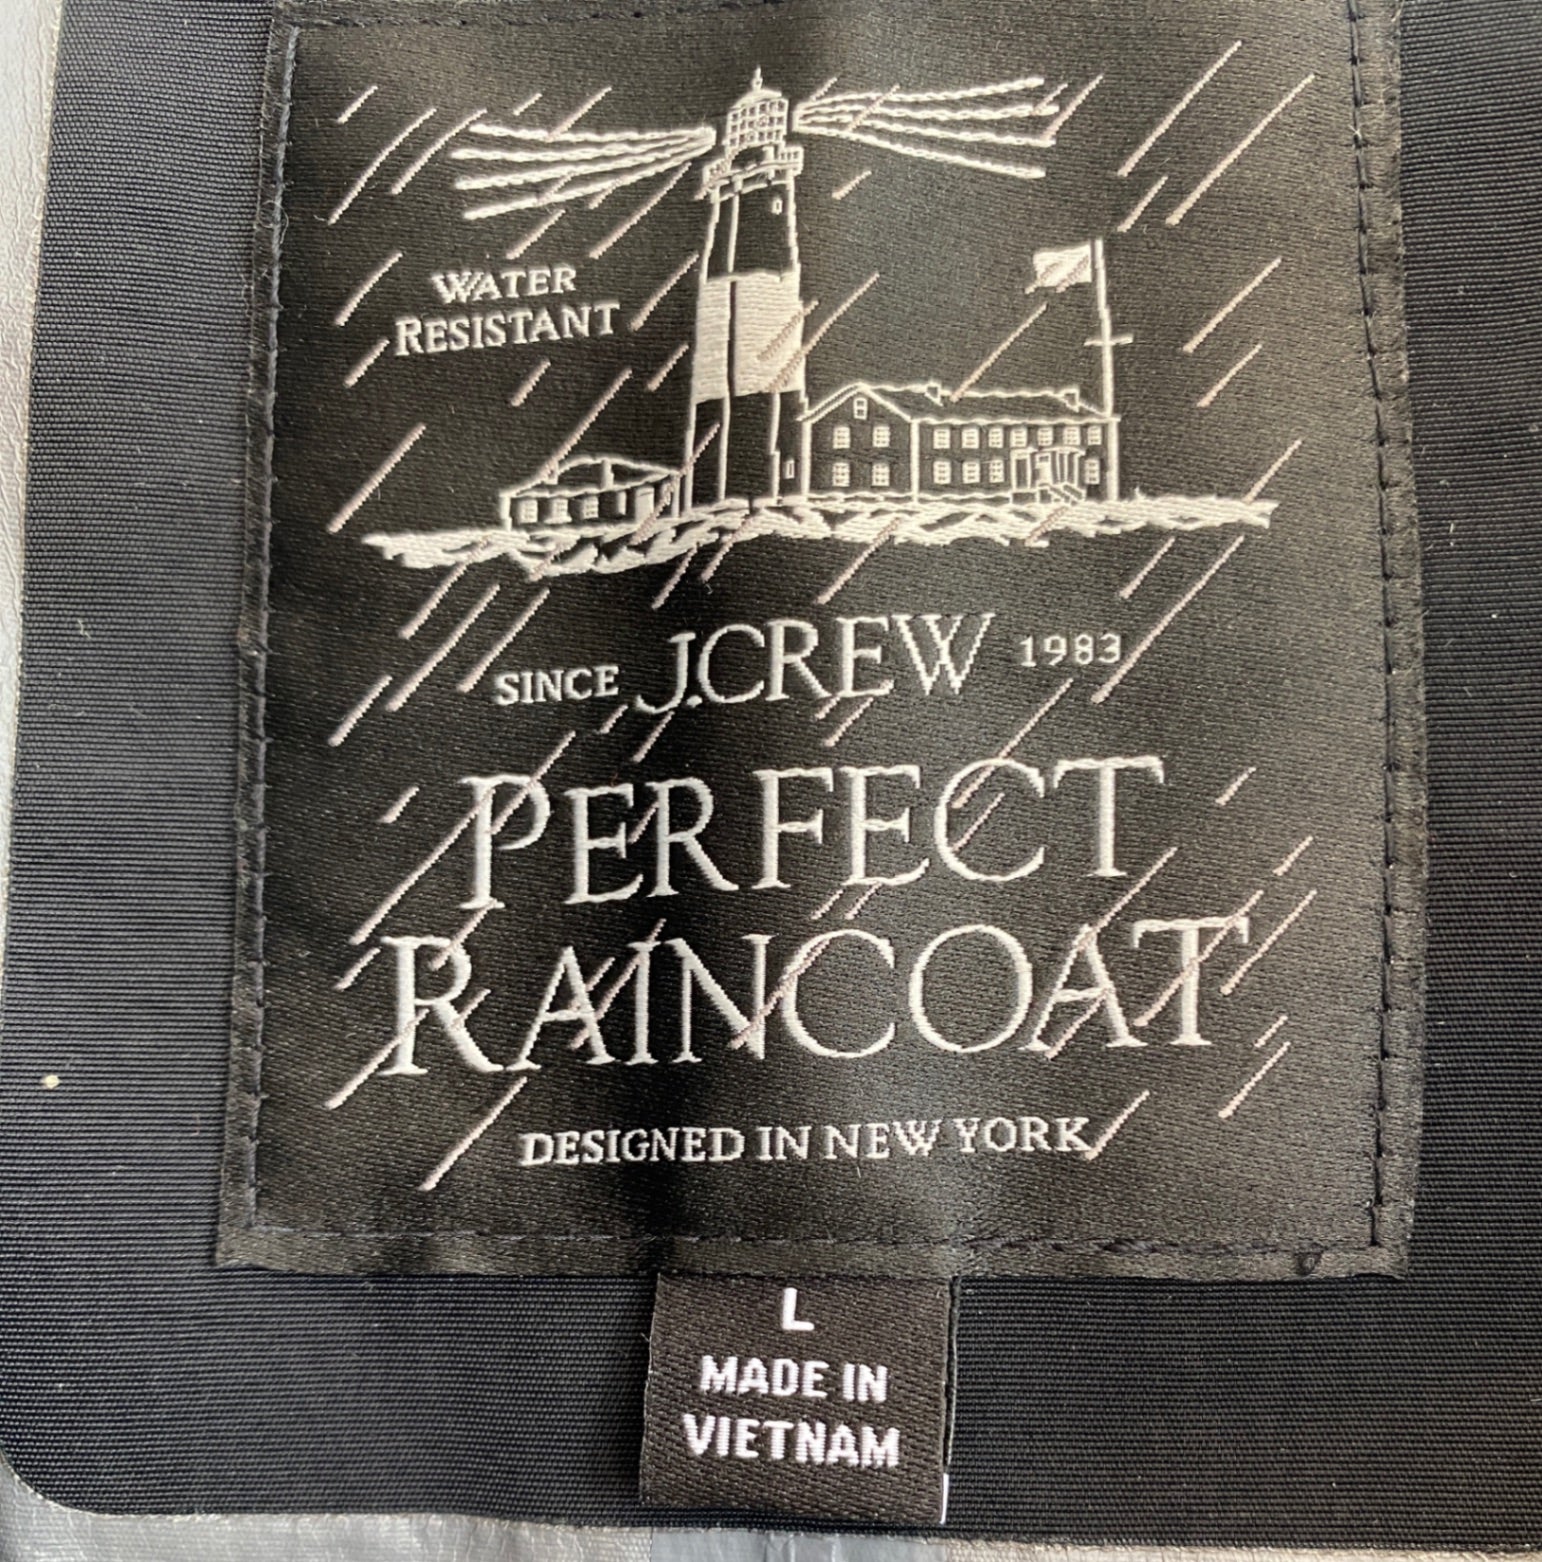 WATER
RESISTANT
SINCE J.CREW 1983
PERFECT
RAINCOAT
DESIGNED IN NEW YORK
L
MADE IN
VIETNAM